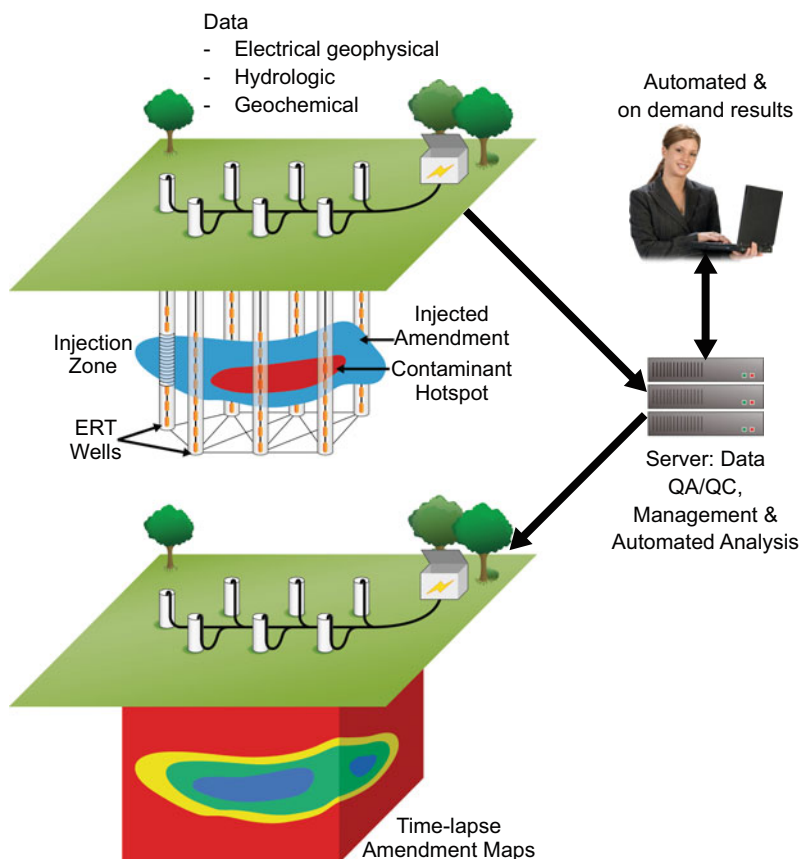 Data
- Electrical geophysical
- Hydrologic
- Geochemical
Automated &
on demand results
Injection
Zone
Injected
Amendment
Contaminant
Hotspot
ERT
Wells
Server: Data
QA/QC,
Management &
Automated Analysis
Time-lapse
Amendment Maps